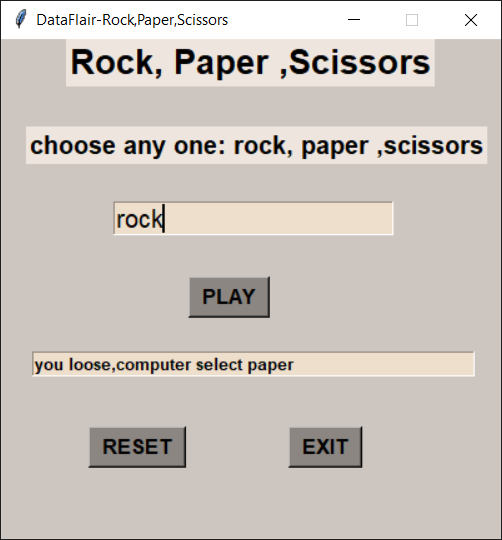 DataFlair-Rock,Paper,Scissors
Rock, Paper ,Scissors
choose any one: rock, paper ,scissors
rock
PLAY
you loose,computer select paper
RESET
EXIT